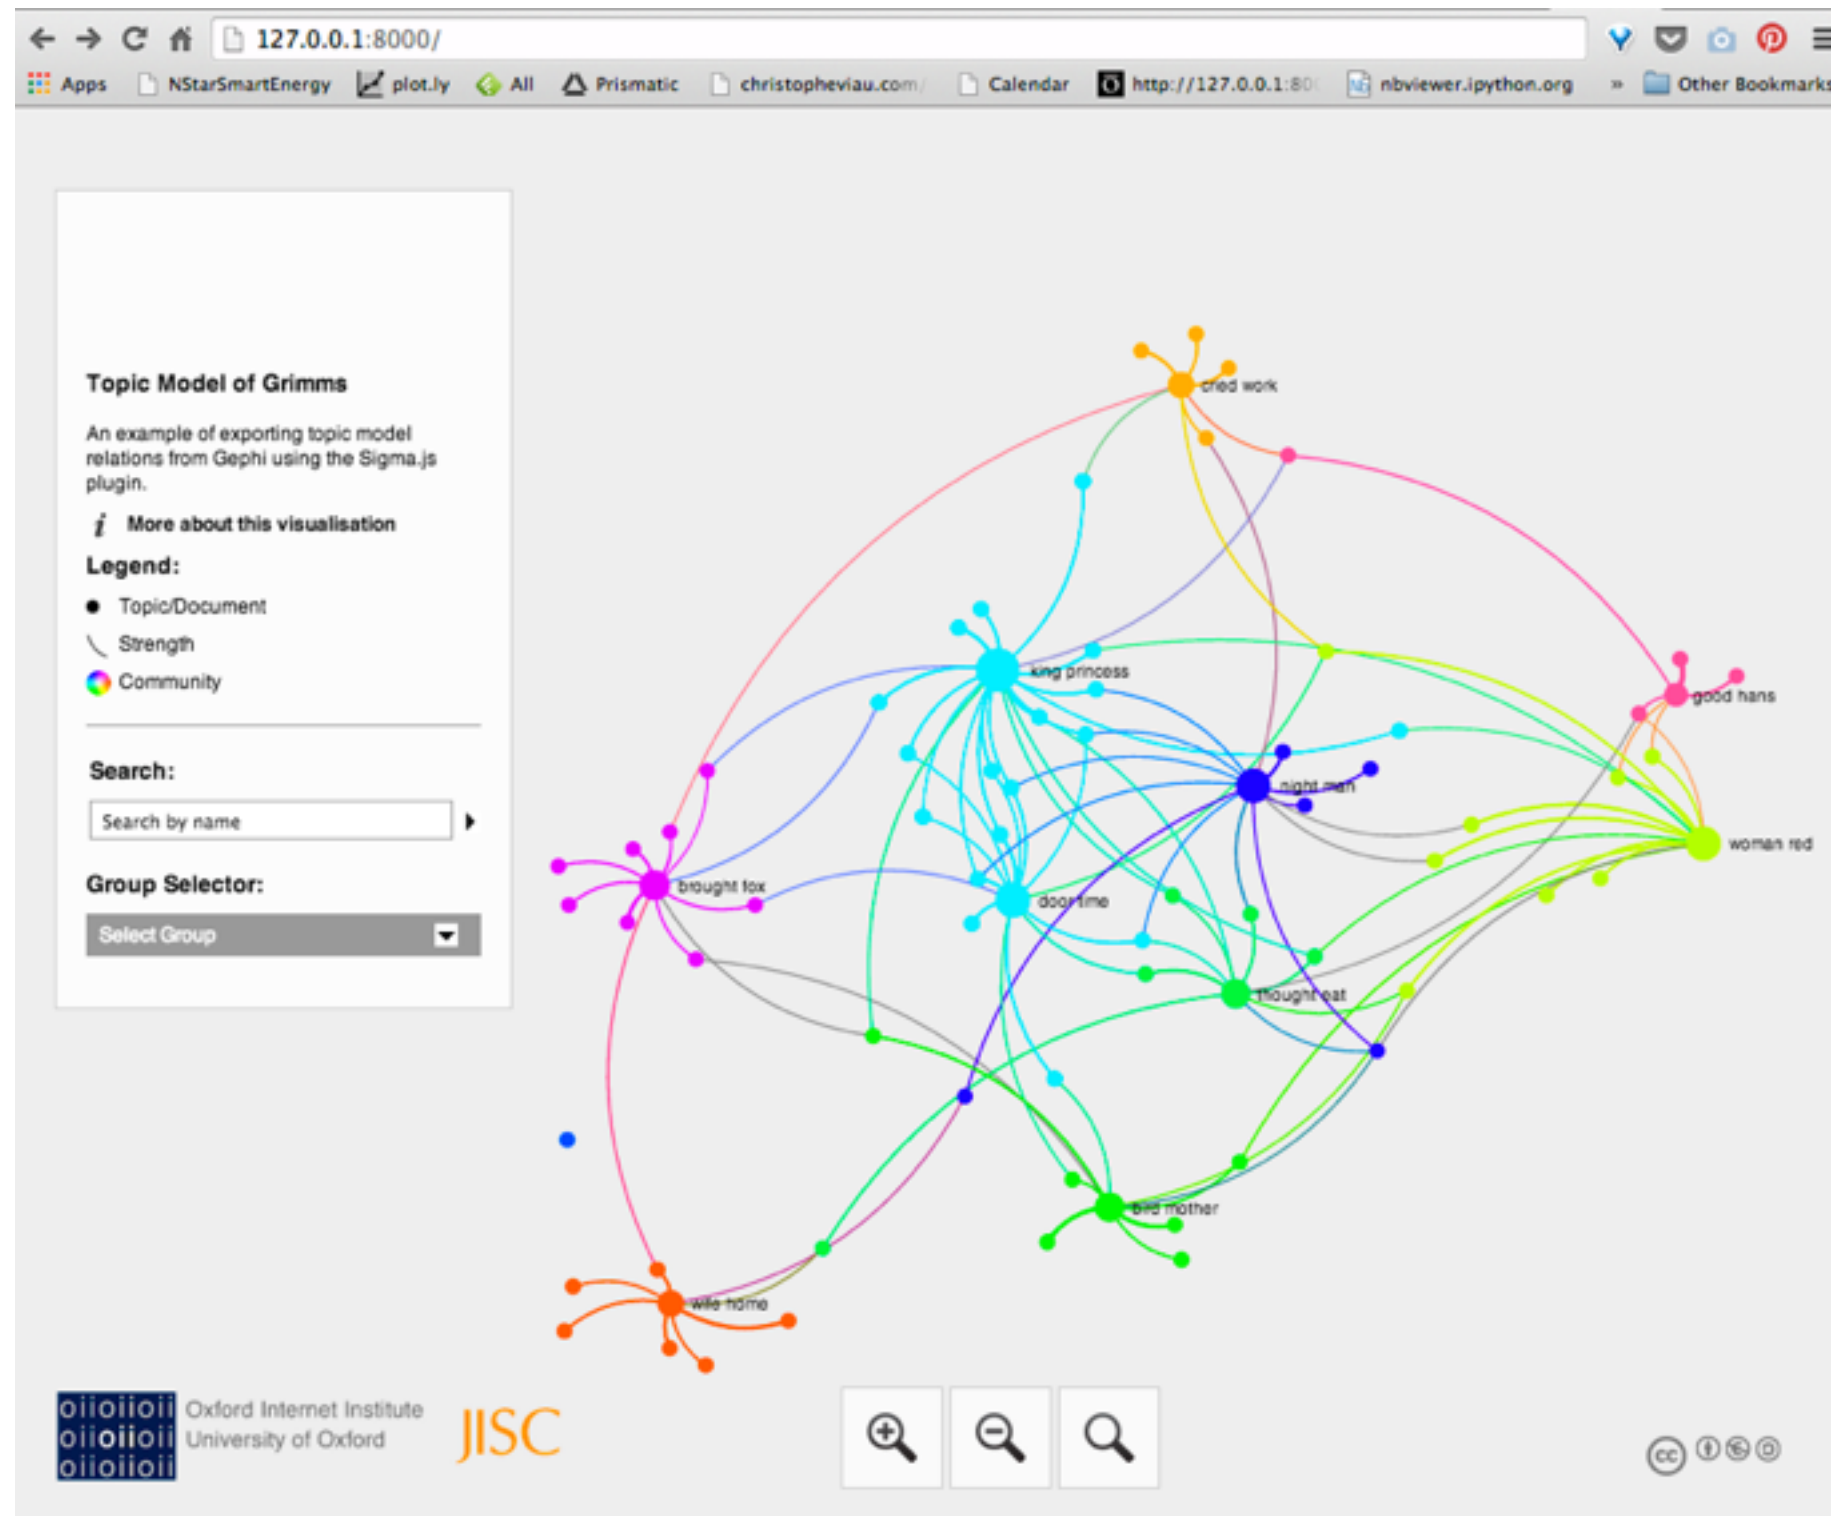 127.0.0.1:8000/
Apps NStarSmartEnergy plot.ly All Prismatic christopheviau.com/ Calendar http://127.0.0.1:80 nbviewer.ipython.org » Other Bookmarks
Topic Model of Grimms
An example of exporting topic model
relations from Gephi using the Sigma.js
plugin.
i More about this visualisation
Legend:
Topic/Document
Strength
Community
Search:
Search by name
Group Selector:
Select Group
cried work
king princess
good hans
night man
woman red
brought fox
door time
thought eat
bird mother
wife home
oiioiioii
oiioiioii
oiioiioii
Oxford Internet Institute
University of Oxford
JISC
cc